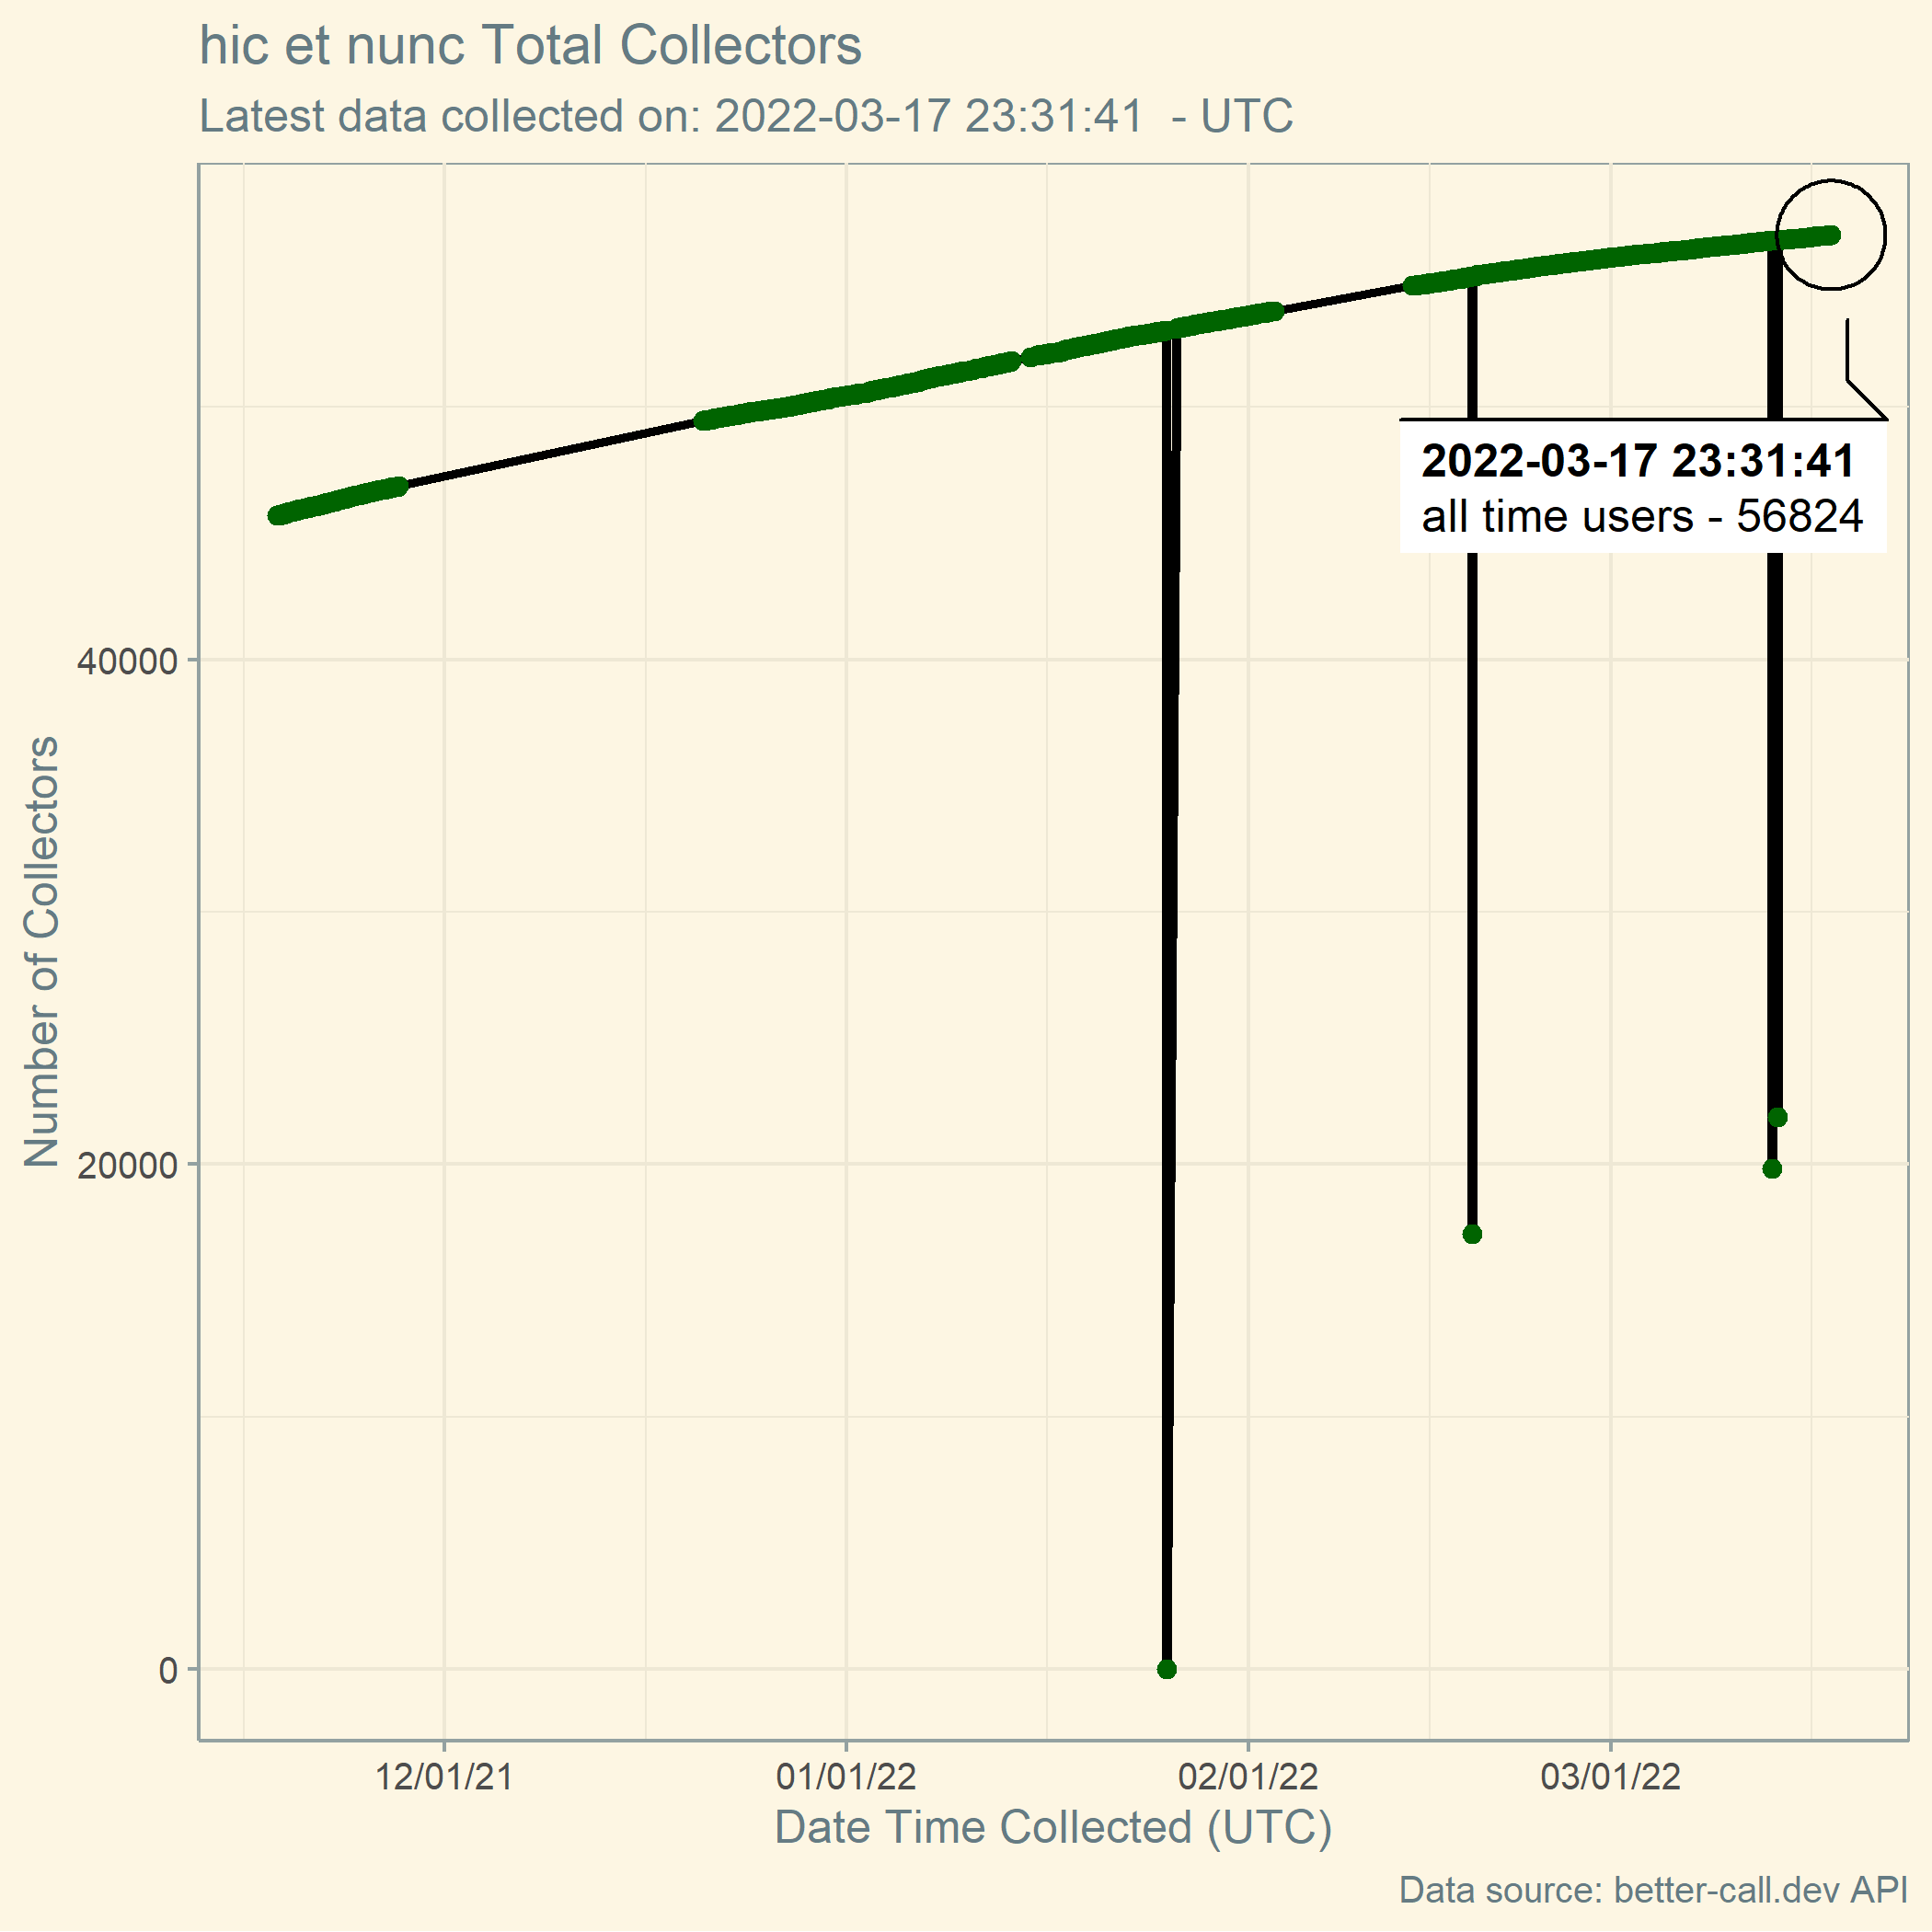 hic et nunc Total Collectors
Latest data collected on: 2022-03-17 23:31:41  - UTC
2022-03-17 23:31:41
all time users - 56824
Number of Collectors
40000
20000
0
12/01/21
01/01/22
02/01/22
03/01/22
Date Time Collected (UTC)
Data source: better-call.dev API